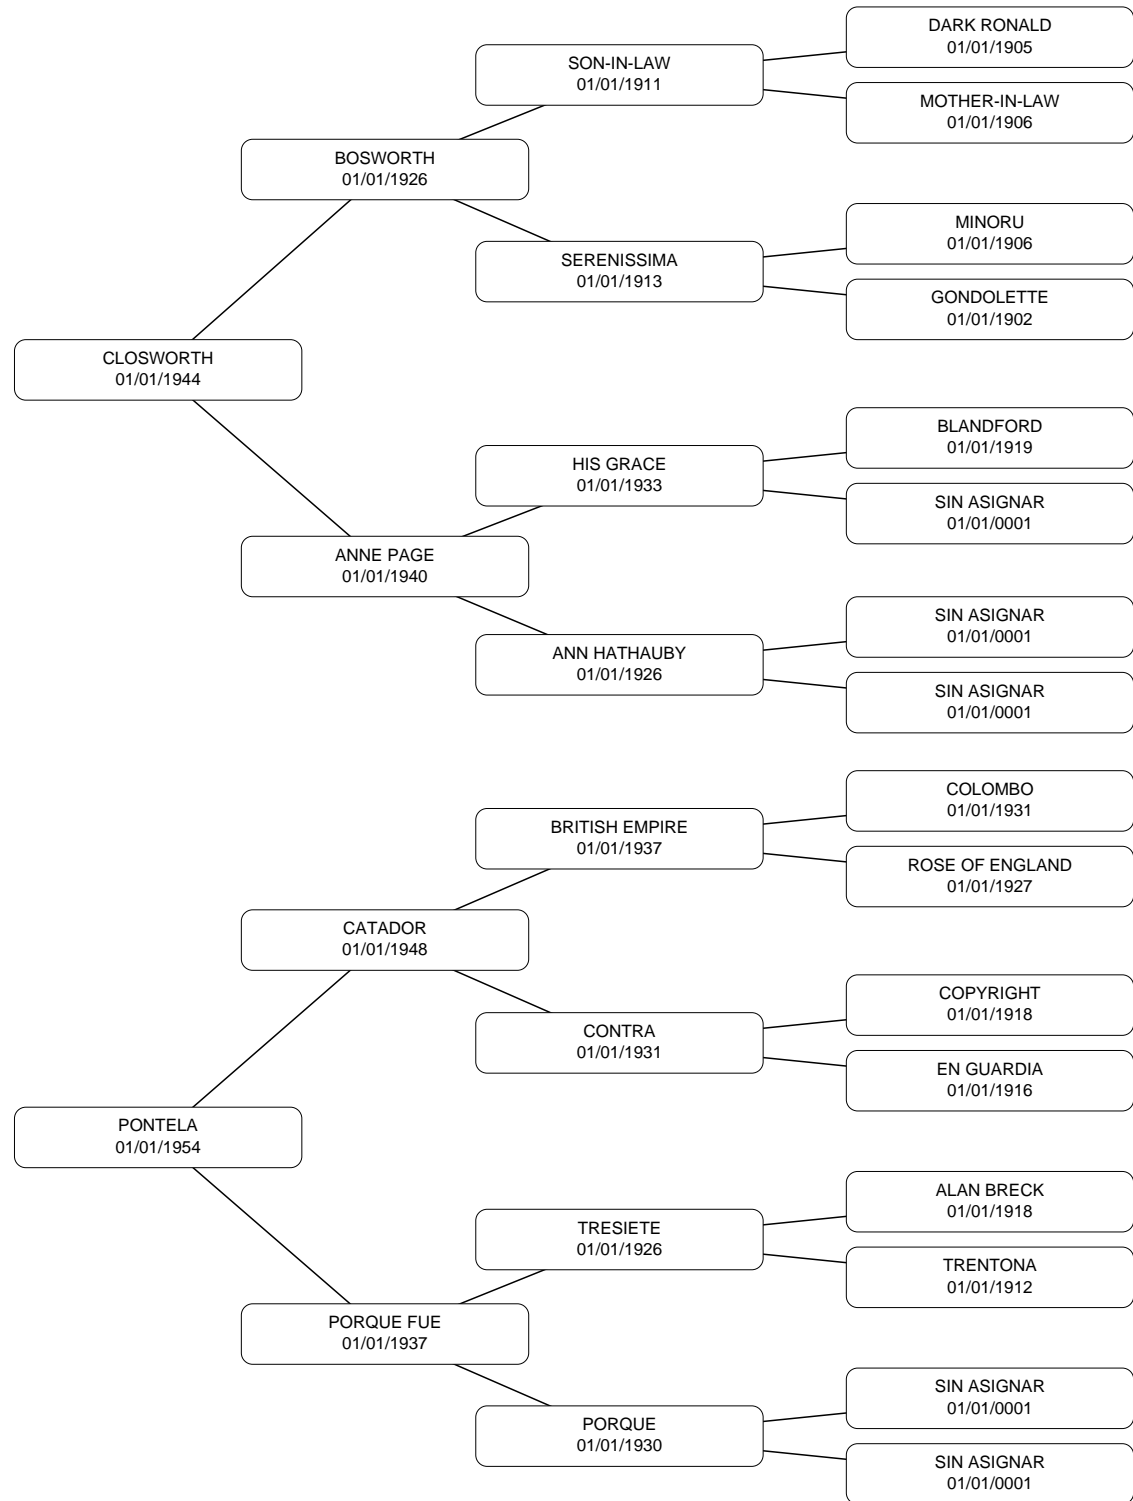 DARK RONALD
01/01/1905
SON-IN-LAW
01/01/1911
MOTHER-IN-LAW
01/01/1906
BOSWORTH
01/01/1926
MINORU
01/01/1906
SERENISSIMA
01/01/1913
GONDOLETTE
01/01/1902
CLOSWORTH
01/01/1944
BLANDFORD
01/01/1919
HIS GRACE
01/01/1933
SIN ASIGNAR
01/01/0001
ANNE PAGE
01/01/1940
SIN ASIGNAR
01/01/0001
ANN HATHAUBY
01/01/1926
SIN ASIGNAR
01/01/0001
COLOMBO
01/01/1931
BRITISH EMPIRE
01/01/1937
ROSE OF ENGLAND
01/01/1927
CATADOR
01/01/1948
COPYRIGHT
01/01/1918
CONTRA
01/01/1931
EN GUARDIA
01/01/1916
PONTELA
01/01/1954
ALAN BRECK
01/01/1918
TRESIETE
01/01/1926
TRENTONA
01/01/1912
PORQUE FUE
01/01/1937
SIN ASIGNAR
01/01/0001
PORQUE
01/01/1930
SIN ASIGNAR
01/01/0001